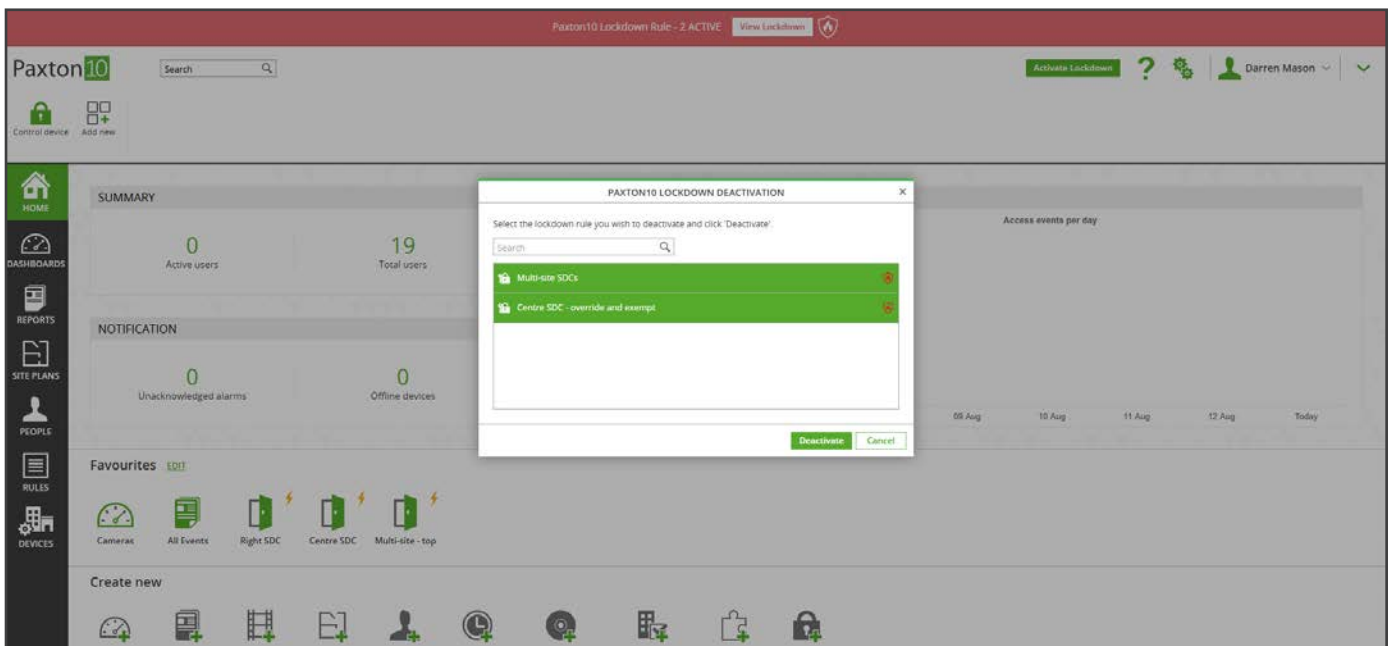 Paxton10 Lockdown Rule - 2 ACTIVE View Lockdown
Paxton10
Search
Activate Lockdown
?
Darren Mason
Control device
Add new
HOME
DASHBOARDS
REPORTS
SITE PLANS
PEOPLE
RULES
DEVICES
SUMMARY
0
Active users
19
Total users
NOTIFICATION
0
Unacknowledged alarms
0
Offline devices
PAXTON10 LOCKDOWN DEACTIVATION
Select the lockdown rule you wish to deactivate and click 'Deactivate'.
Search
Multi-site SDCs
Centre SDC - override and exempt
Deactivate Cancel
Access events per day
09 Aug 10 Aug 11 Aug 12 Aug Today
Favourites EDIT
Cameras All Events Right SDC Centre SDC Multi-site - top
Create new